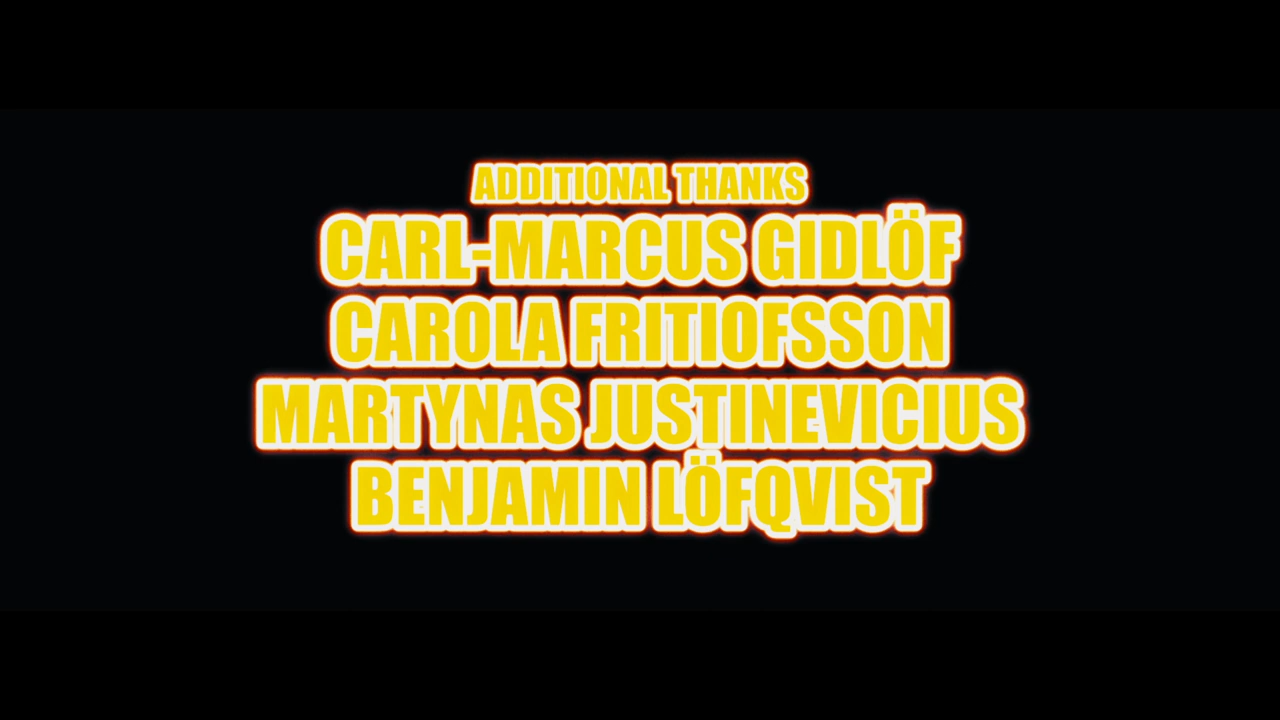 ADDITIONAL THANKS
CARL-MARCUS GIDLÖF
CAROLA FRITIOFSSON
MARTYNAS JUSTINEVICIUS
BENJAMIN LÖFQVIST